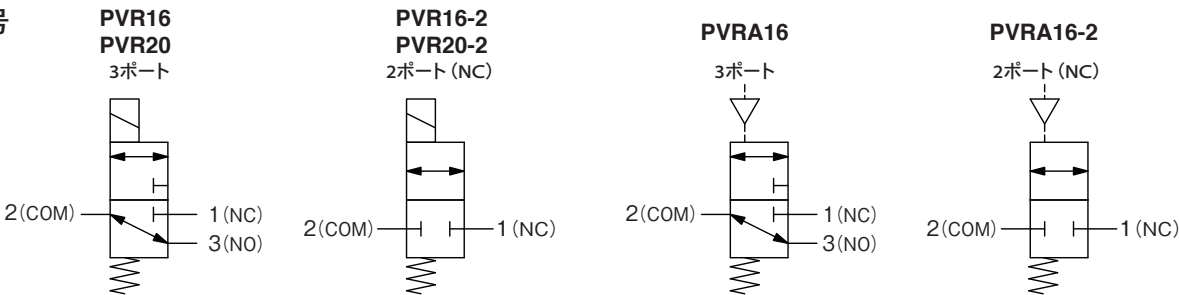 号
PVR16
PVR20
3ポート
2(COM)
1(NC)
3(NO)
PVR16-2
PVR20-2
2ポート(NC)
2(COM)
1(NC)
PVRA16
3ポート
2(COM)
1(NC)
3(NO)
PVRA16-2
2ポート(NC)
2(COM)
1(NC)